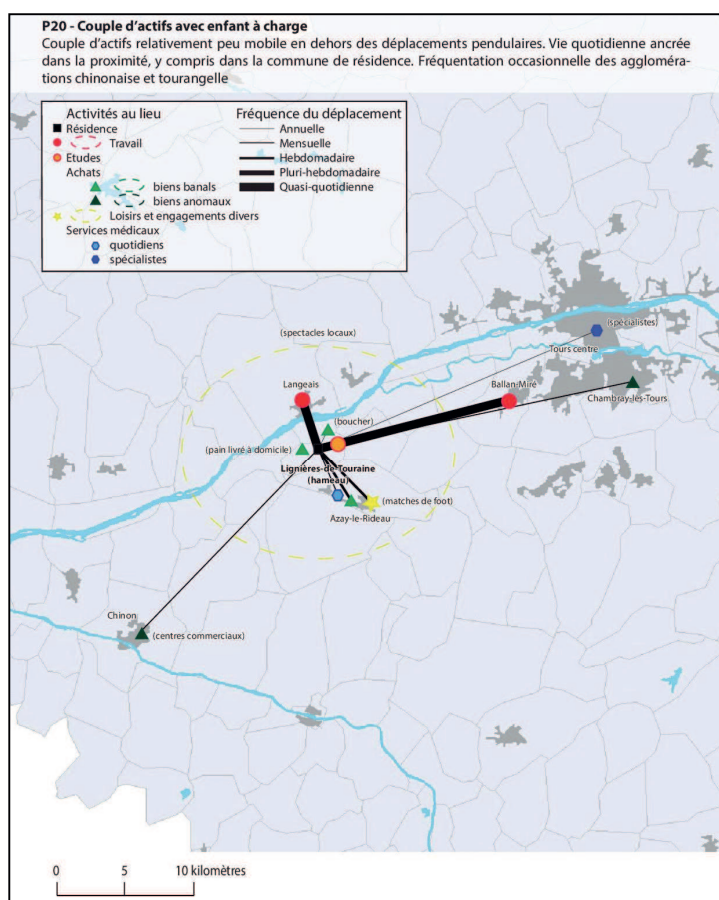 P20 - Couple d'actifs avec enfant à charge
Couple d'actifs relativement peu mobile en dehors des déplacements pendulaires. Vie quotidienne ancrée
dans la proximité, y compris dans la commune de résidence. Fréquentation occasionnelle des aggloméra-
tions chinonaise et tourangelle
Activités au lieu
Résidence
Travail
Etudes
Achats
biens banals
biens anomaux
Loisirs et engagements divers
Services médicaux
quotidiens
spécialistes
Fréquence du déplacement
Annuelle
Mensuelle
Hebdomadaire
Pluri-hebdomadaire
Quasi-quotidienne
(spécialistes)
(spectacles locaux)
Tours centre
Langeais
Ballan-Miré
Chambray-les-Tours
(boucher)
(pain livré à domicile)
Lignières-de-Touraine
(hameau)
(matches de foot)
Azay-le-Rideau
Chinon
(centres commerciaux)
0 5 10 kilomètres